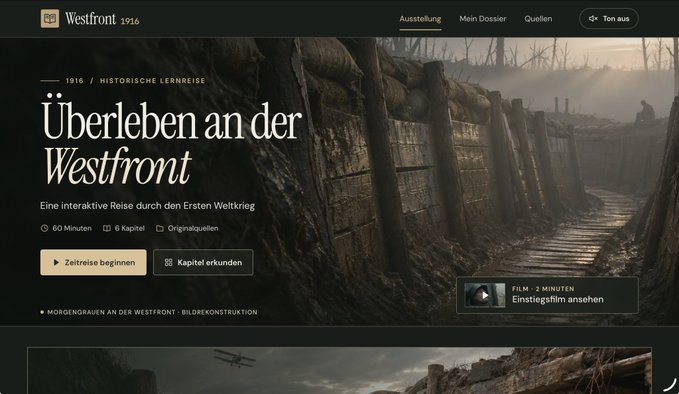 Westfront 1916
Ausstellung
Mein Dossier
Quellen
Ton aus
1916 / HISTORISCHE LERNREISE
Überleben an der
Westfront
Eine interaktive Reise durch den Ersten Weltkrieg
60 Minuten
6 Kapitel
Originalquellen
Zeitreise beginnen
Kapitel erkunden
FILM · 2 MINUTEN
Einstiegsfilm ansehen
MORGENGRAUEN AN DER WESTFRONT · BILDREKONSTRUKTION